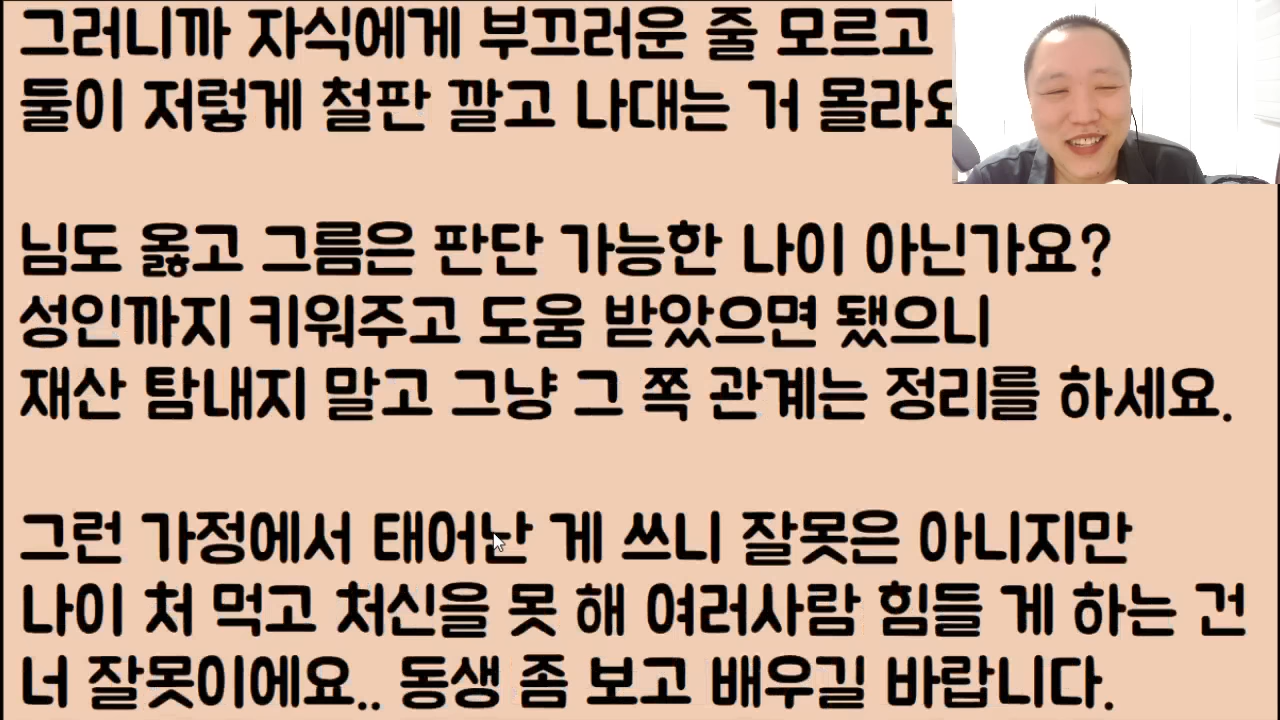 그러니까 자식에게 부끄러운 줄 모르고
둘이 저렇게 철판 깔고 나대는 거 몰라요
님도 옳고 그름은 판단 가능한 나이 아닌가요?
성인까지 키워주고 도움 받았으면 됐으니
재산 탐내지 말고 그냥 그 쪽 관계는 정리를 하세요.
그런 가정에서 태어난 게 쓰니 잘못은 아니지만
나이 처 먹고 처신을 못 해 여러사람 힘들 게 하는 건
너 잘못이에요.. 동생 좀 보고 배우길 바랍니다.